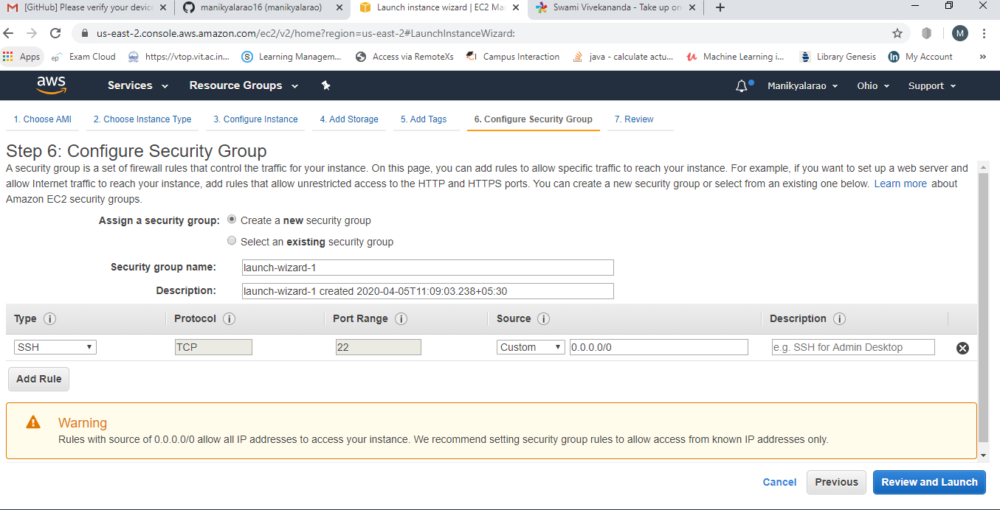 [GitHub] Please verify your device
manikyalarao16 (manikyalarao)
Launch instance wizard | EC2 Ma
Swami Vivekananda - Take up on
us-east-2.console.aws.amazon.com/ec2/v2/home?region=us-east-2#LaunchInstanceWizard:
M
Apps
ep
Exam Cloud
https://vtop.vit.ac.in...
S
Learning Managem...
Access via RemoteXs
Campus Interaction
java - calculate actu...
Machine Learning i...
Library Genesis
in
My Account
»
aws
Services
Resource Groups
Manikyalarao
Ohio
Support
1. Choose AMI
2. Choose Instance Type
3. Configure Instance
4. Add Storage
5. Add Tags
6. Configure Security Group
7. Review
Step 6: Configure Security Group
A security group is a set of firewall rules that control the traffic for your instance. On this page, you can add rules to allow specific traffic to reach your instance. For example, if you want to set up a web server and
allow Internet traffic to reach your instance, add rules that allow unrestricted access to the HTTP and HTTPS ports. You can create a new security group or select from an existing one below. Learn more about
Amazon EC2 security groups.
Assign a security group:
Create a new security group
Select an existing security group
Security group name:
launch-wizard-1
Description:
launch-wizard-1 created 2020-04-05T11:09:03.238+05:30
Type i
Protocol i
Port Range i
Source i
Description i
SSH
TCP
22
Custom
0.0.0.0/0
e.g. SSH for Admin Desktop
Add Rule
Warning
Rules with source of 0.0.0.0/0 allow all IP addresses to access your instance. We recommend setting security group rules to allow access from known IP addresses only.
Cancel
Previous
Review and Launch